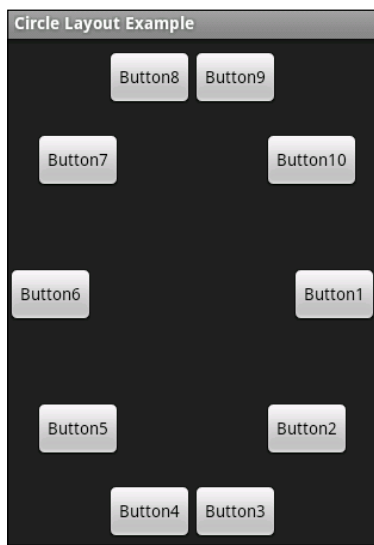 Circle Layout Example
Button8 Button9
Button7 Button10
Button6 Button1
Button5 Button2
Button4 Button3